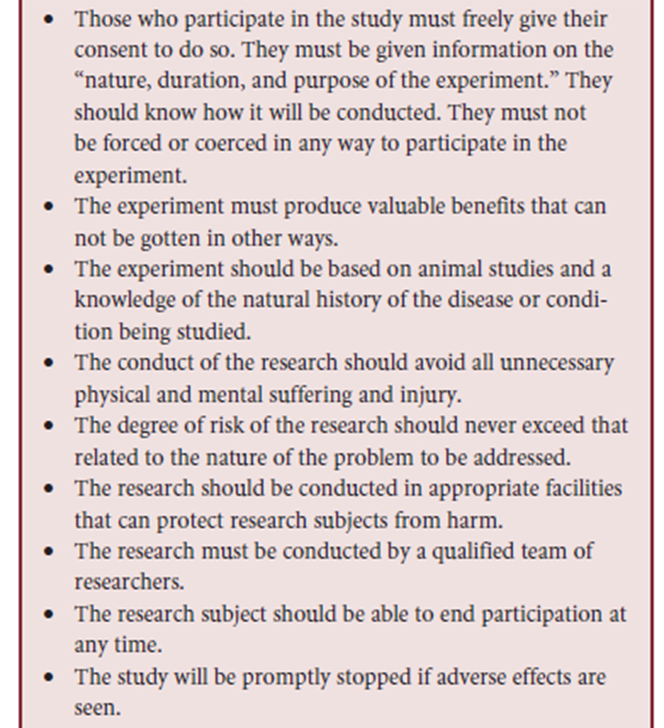 • Those who participate in the study must freely give their
consent to do so. They must be given information on the
“nature, duration, and purpose of the experiment.” They
should know how it will be conducted. They must not
be forced or coerced in any way to participate in the
experiment.
• The experiment must produce valuable benefits that can
not be gotten in other ways.
• The experiment should be based on animal studies and a
knowledge of the natural history of the disease or condi-
tion being studied.
• The conduct of the research should avoid all unnecessary
physical and mental suffering and injury.
• The degree of risk of the research should never exceed that
related to the nature of the problem to be addressed.
• The research should be conducted in appropriate facilities
that can protect research subjects from harm.
• The research must be conducted by a qualified team of
researchers.
• The research subject should be able to end participation at
any time.
• The study will be promptly stopped if adverse effects are
seen.